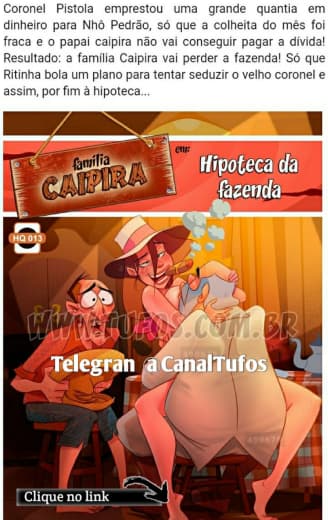 Coronel Pistola emprestou uma grande quantia em
dinheiro para Nhô Pedrão, só que a colheita do mês foi
fraca e o papai caipira não vai conseguir pagar a dívida!
Resultado: a família Caipira vai perder a fazenda! Só que
Ritinha bola um plano para tentar seduzir o velho coronel e
assim, por fim à hipoteca...
família
CAIPIRA
em:
Hipoteca da
fazenda
HQ 013
WWW.TUFOS.COM.BR
Telegran a CanalTufos
Clique no link